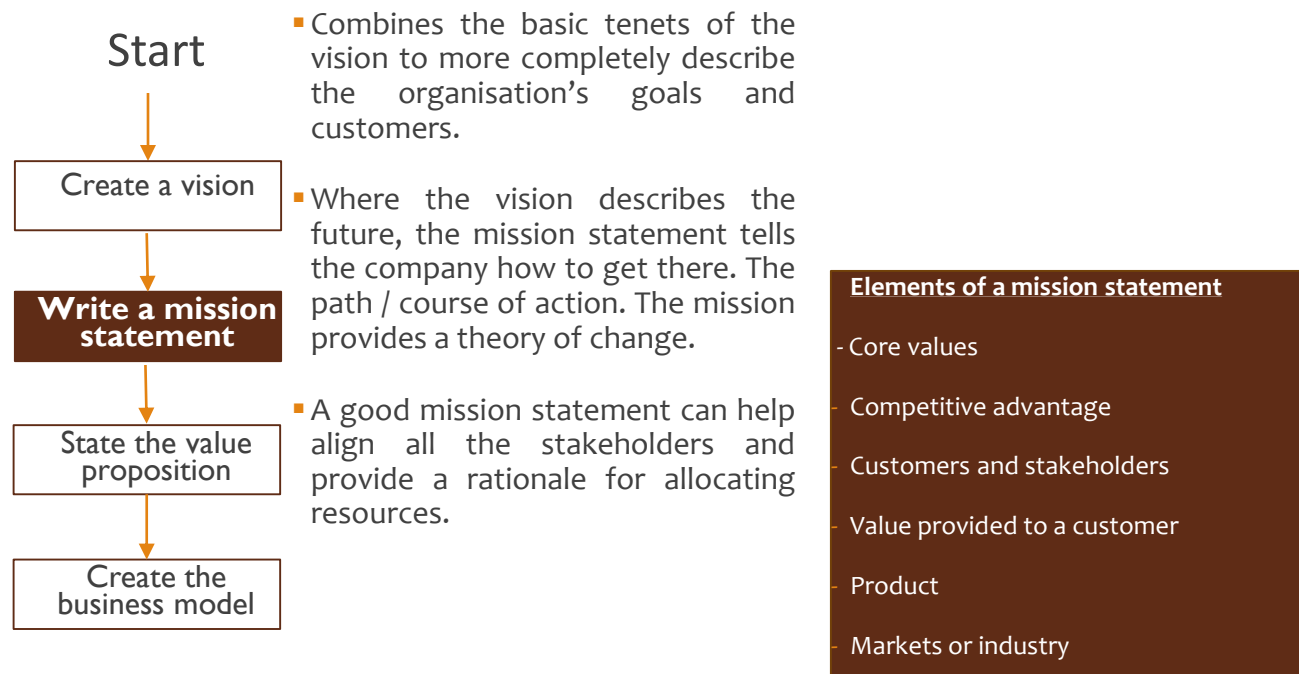 Start
Create a vision
Write a mission
statement
State the value
proposition
Create the
business model
▪ Combines the basic tenets of the
vision to more completely describe
the organisation's goals and
customers.
▪ Where the vision describes the
future, the mission statement tells
the company how to get there. The
path / course of action. The mission
provides a theory of change.
▪ A good mission statement can help
align all the stakeholders and
provide a rationale for allocating
resources.
Elements of a mission statement
- Core values
- Competitive advantage
- Customers and stakeholders
- Value provided to a customer
- Product
- Markets or industry